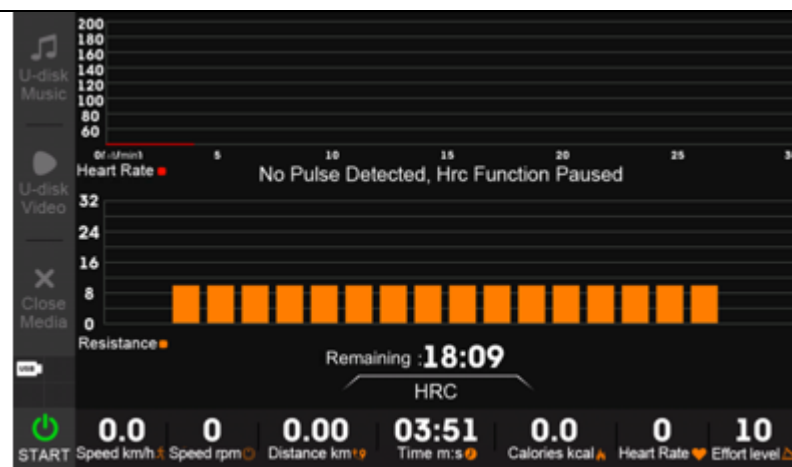 200
180
160
140
120
100
80
60
5
10
15
20
25
Heart Rate
No Pulse Detected, Hrc Function Paused
32
24
16
8
0
Resistance
U-disk
Music
U-disk
Video
Close
Media
USB
Remaining :18:09
HRC
START
0.0
Speed km/h
0
Speed rpm
0.00
Distance km
03:51
Time m:s
0.0
Calories kcal
0
Heart Rate
10
Effort level